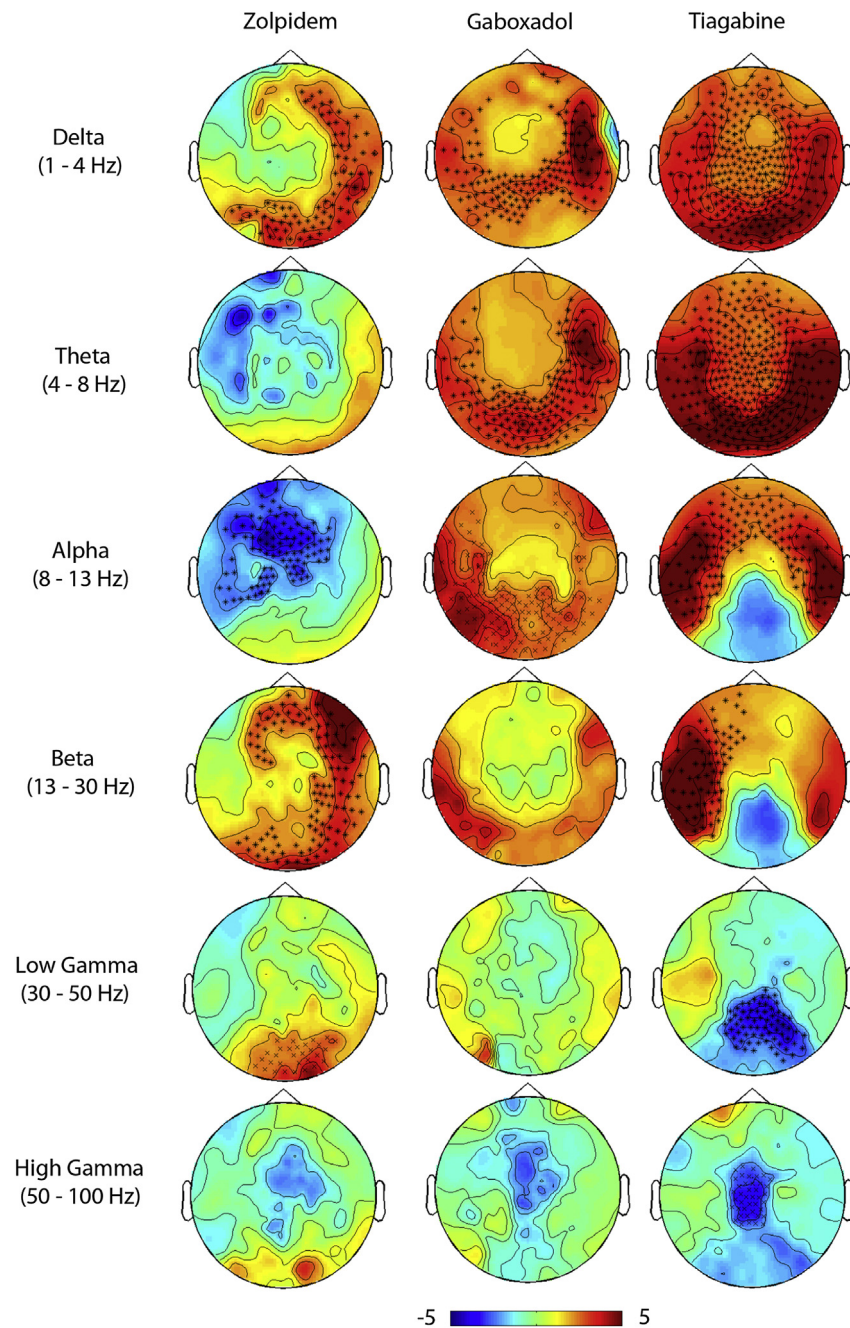 Zolpidem Gaboxadol Tiagabine
Delta
(1 - 4 Hz)
Theta
(4 - 8 Hz)
Alpha
(8 - 13 Hz)
Beta
(13 - 30 Hz)
Low Gamma
(30 - 50 Hz)
High Gamma
(50 - 100 Hz)
-5 5